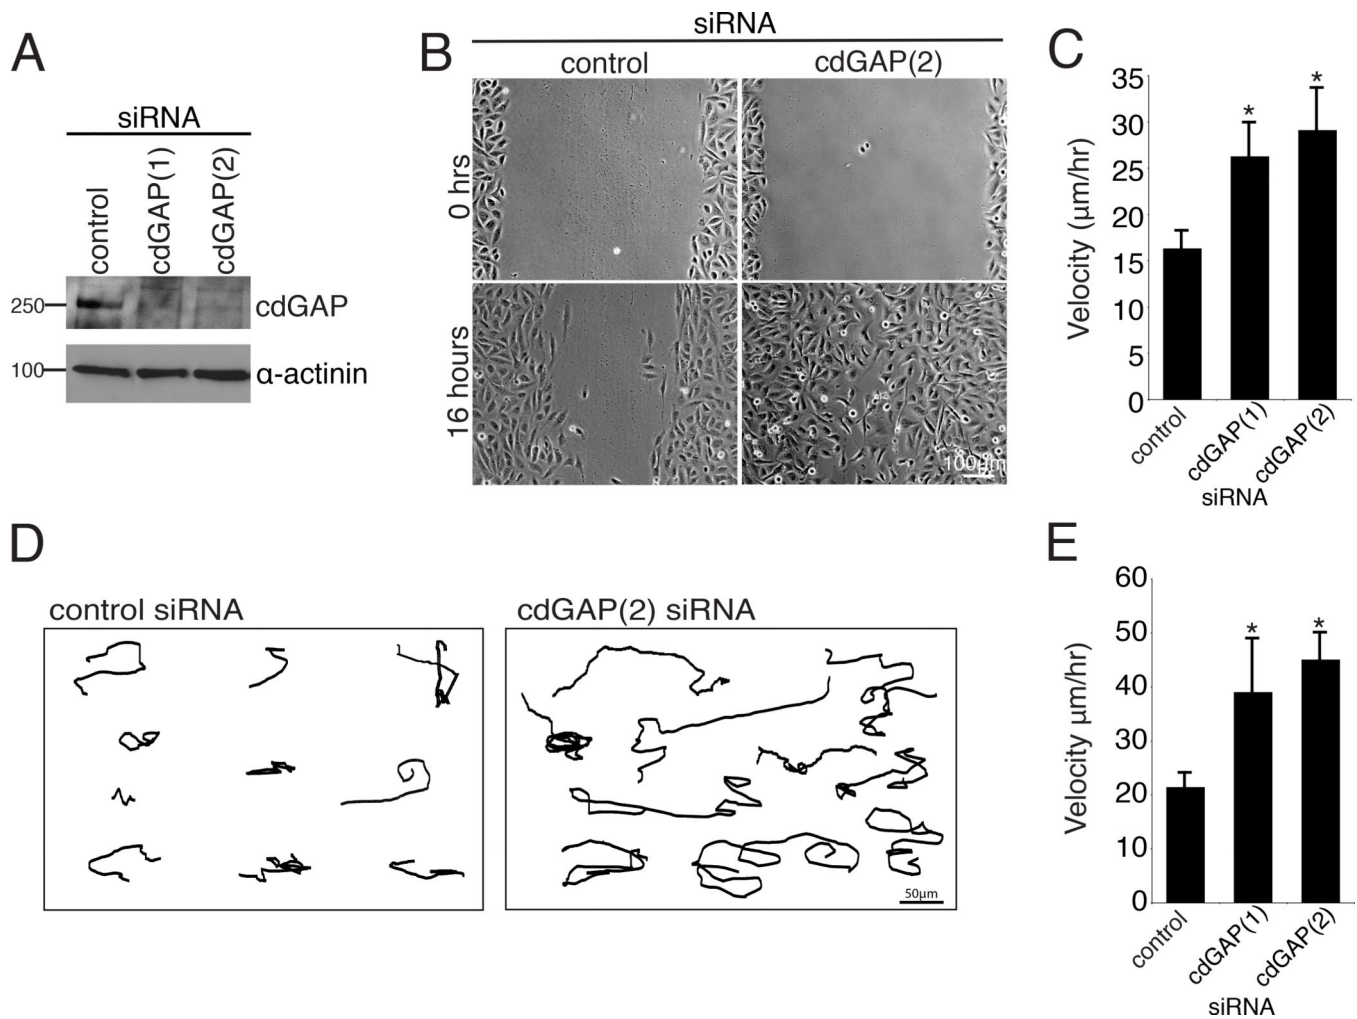 A
siRNA
control
cdGAP(1)
cdGAP(2)
250
cdGAP
100
α-actinin
B
siRNA
control
cdGAP(2)
0 hrs
16 hours
100µm
C
Velocity (µm/hr)
35
30
25
20
15
10
5
0
*
*
control
cdGAP(1)
cdGAP(2)
siRNA
D
control siRNA
cdGAP(2) siRNA
50µm
E
Velocity µm/hr)
60
50
40
30
20
10
0
*
*
control
cdGAP(1)
cdGAP(2)
siRNA